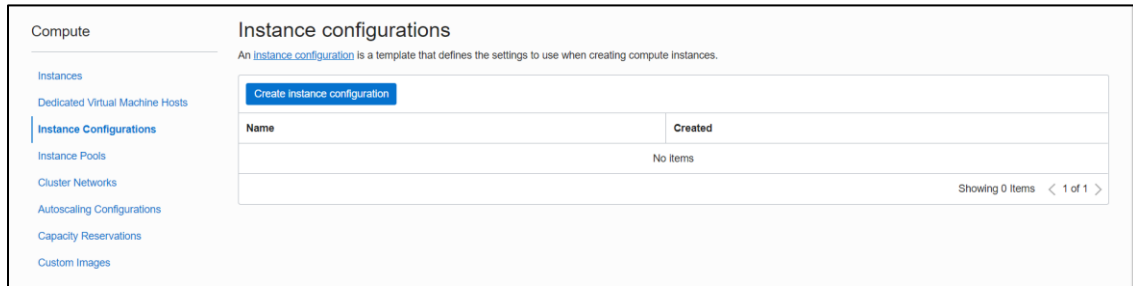 Compute
Instances
Dedicated Virtual Machine Hosts
Instance Configurations
Instance Pools
Cluster Networks
Autoscaling Configurations
Capacity Reservations
Custom Images
Instance configurations
An instance configuration is a template that defines the settings to use when creating compute instances.
Create instance configuration
Name Created
No items
Showing 0 Items < 1 of 1 >